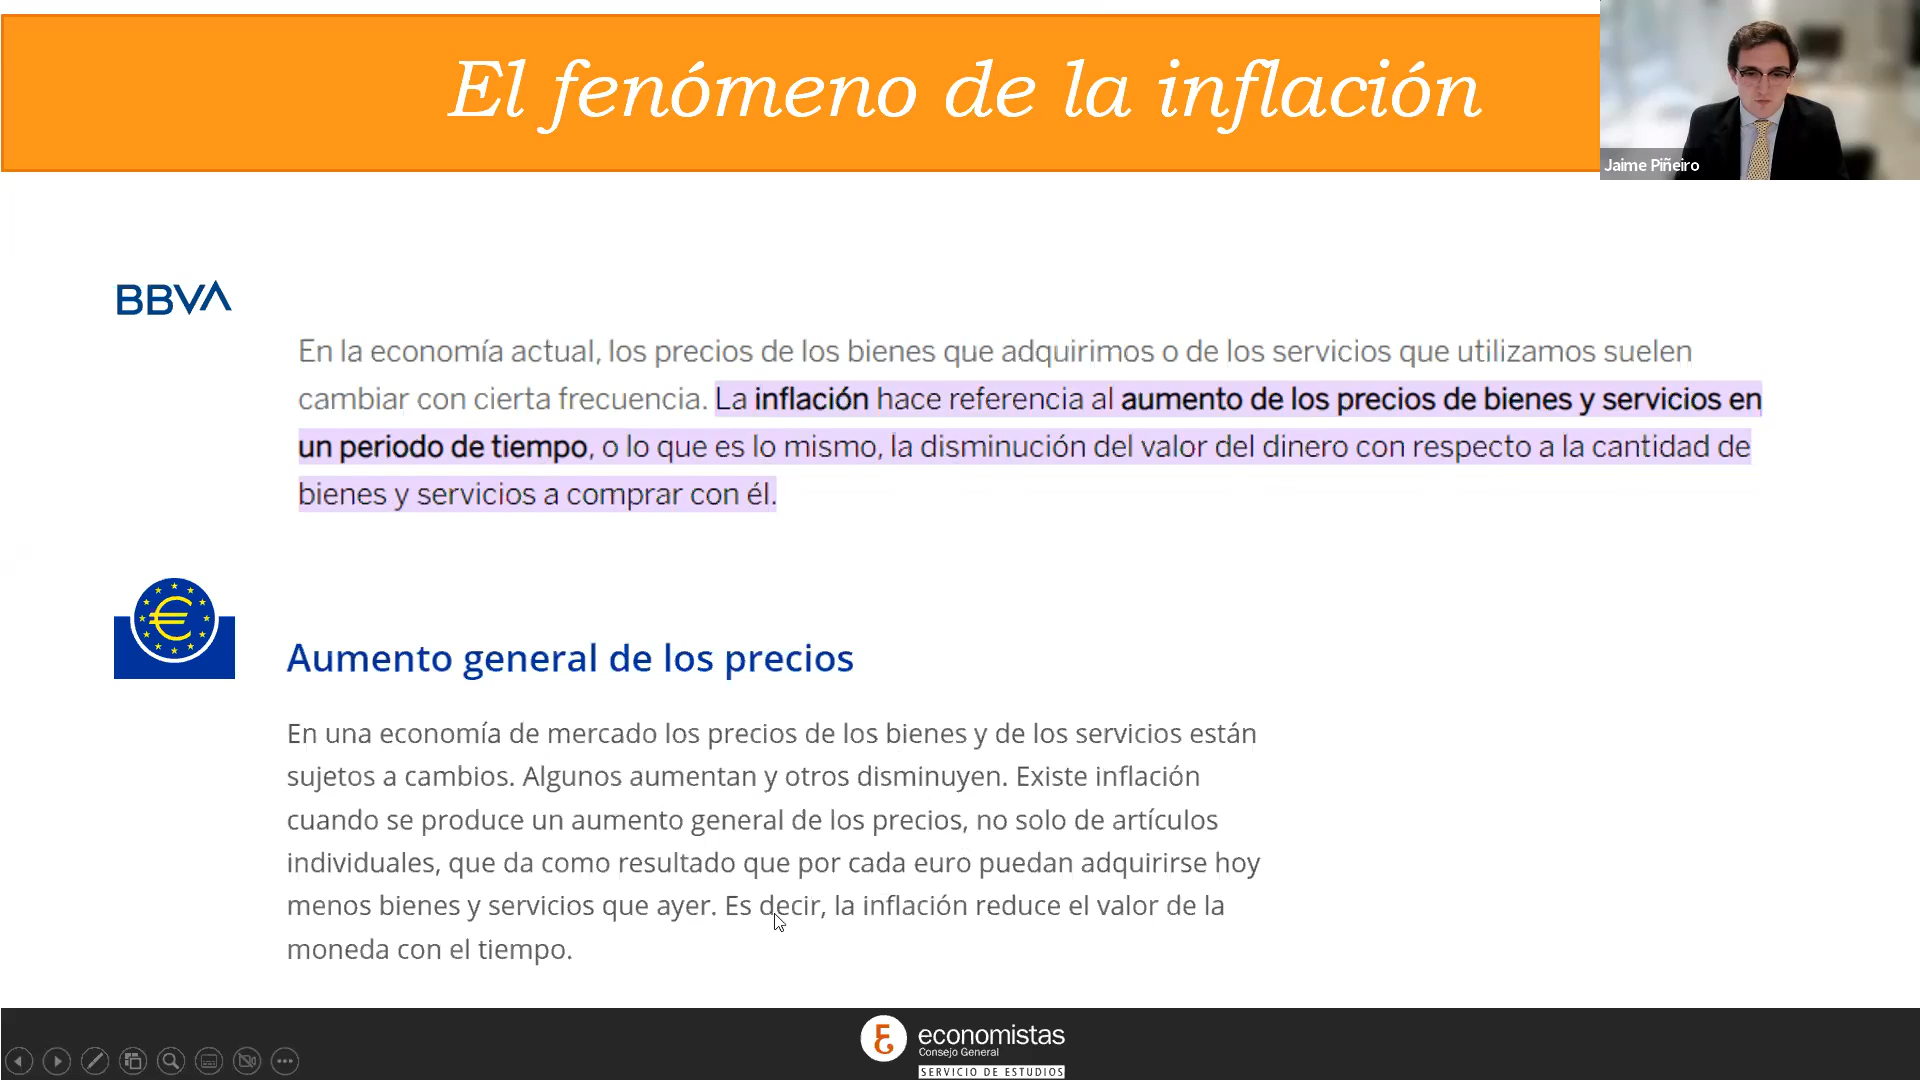 El fenómeno de la inflación
Jaime Piñeiro
BBVA
En la economía actual, los precios de los bienes que adquirimos o de los servicios que utilizamos suelen
cambiar con cierta frecuencia. La inflación hace referencia al aumento de los precios de bienes y servicios en
un periodo de tiempo, o lo que es lo mismo, la disminución del valor del dinero con respecto a la cantidad de
bienes y servicios a comprar con él.
Aumento general de los precios
En una economía de mercado los precios de los bienes y de los servicios están
sujetos a cambios. Algunos aumentan y otros disminuyen. Existe inflación
cuando se produce un aumento general de los precios, no solo de artículos
individuales, que da como resultado que por cada euro puedan adquirirse hoy
menos bienes y servicios que ayer. Es decir, la inflación reduce el valor de la
moneda con el tiempo.
economistas
Consejo General
SERVICIO DE ESTUDIOS